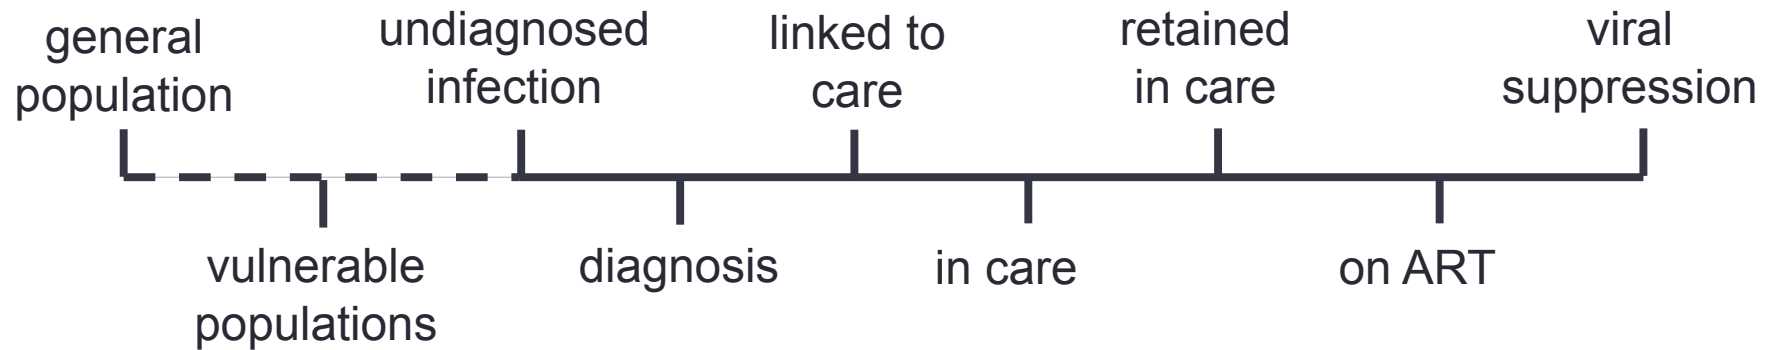 general
population
undiagnosed
infection
linked to
care
retained
in care
viral
suppression
vulnerable
populations
diagnosis
in care
on ART